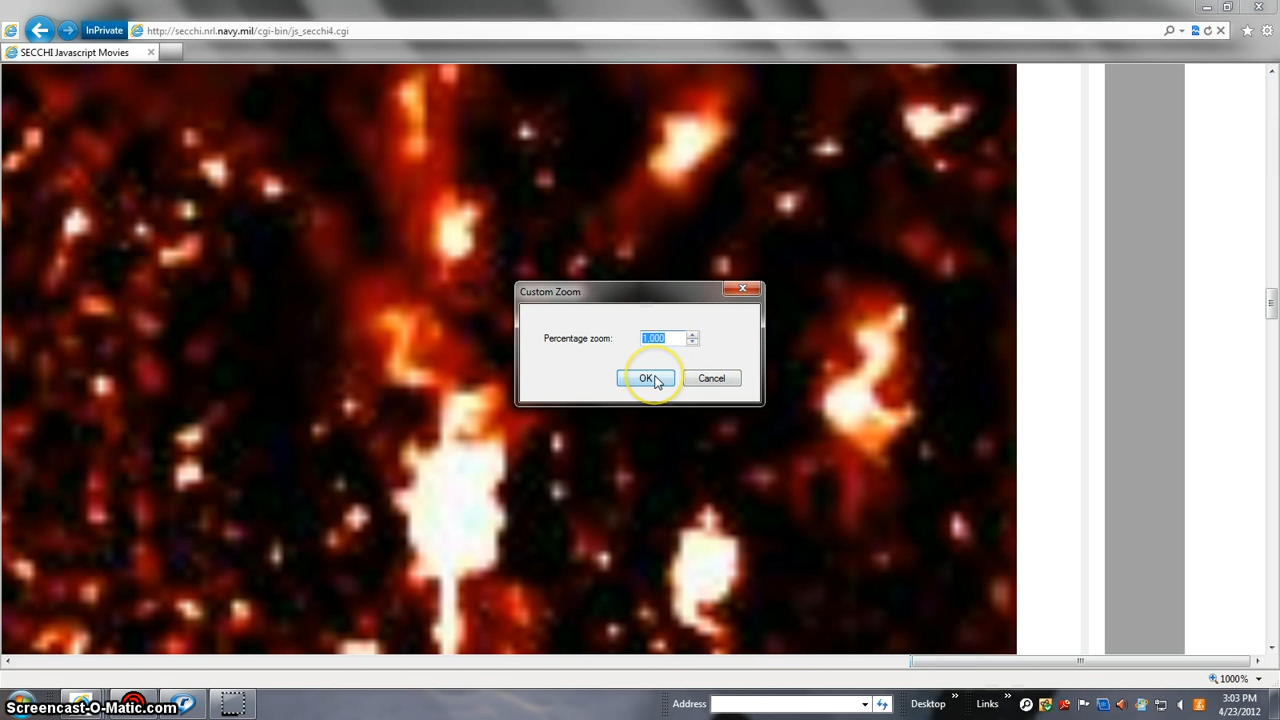 InPrivate
http://secchi.nrl.navy.mil/cgi-bin/js_secchi4.cgi
SECCHI Javascript Movies
Custom Zoom
Percentage zoom:
1,000
OK
Cancel
1000%
Address
Desktop
Links
3:03 PM
4/23/2012
Screencast-O-Matic.com